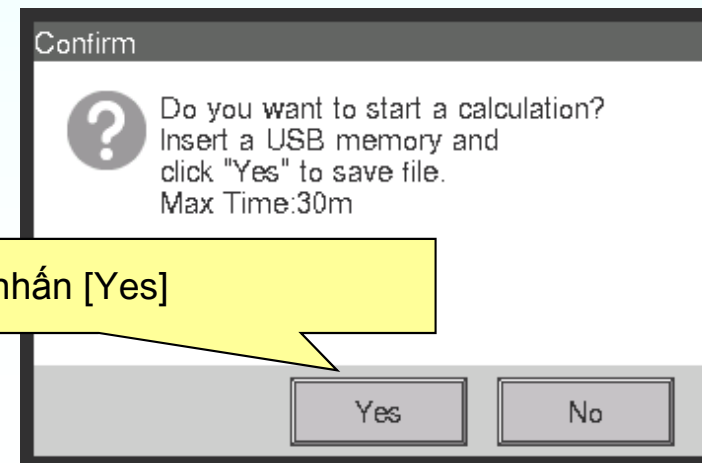 Confirm
Do you want to start a calculation?
Insert a USB memory and
click "Yes" to save file.
Max Time:30m
nhấn [Yes]
Yes
No